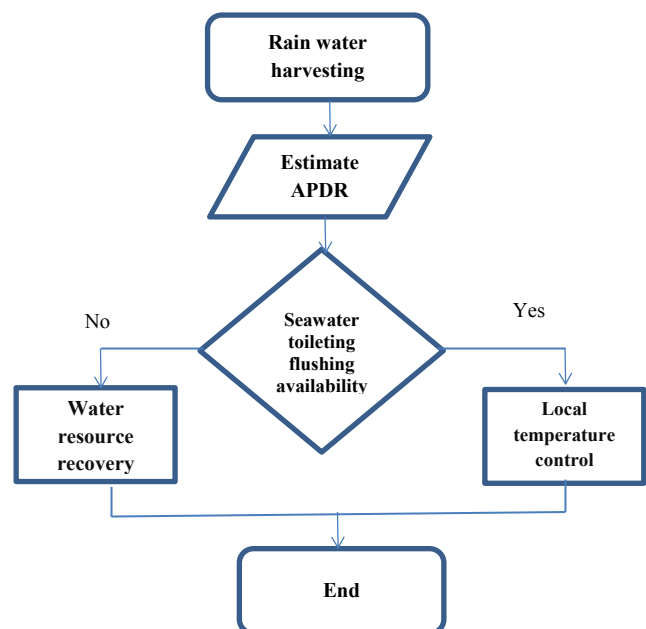 Rain water
harvesting
Estimate
APDR
Seawater
toileting
flushing
availability
No
Yes
Water
resource
recovery
Local
temperature
control
End